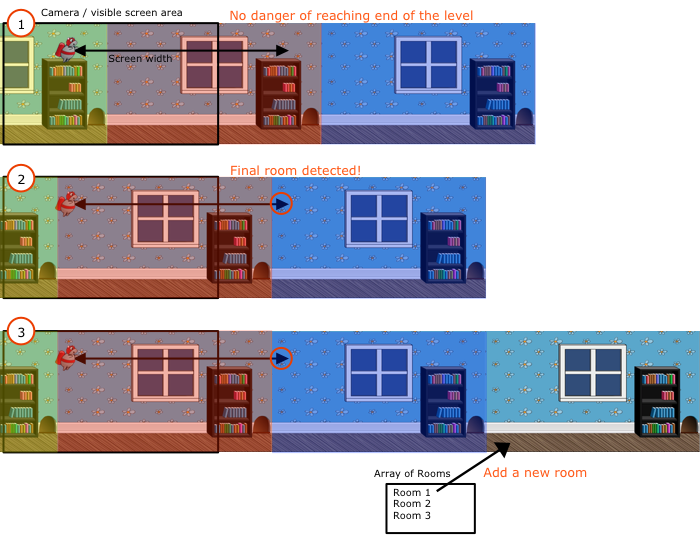 1
Camera / visible screen area
No danger of reaching end of the level
Screen width
2
Final room detected!
3
Array of Rooms
Add a new room
Room 1
Room 2
Room 3